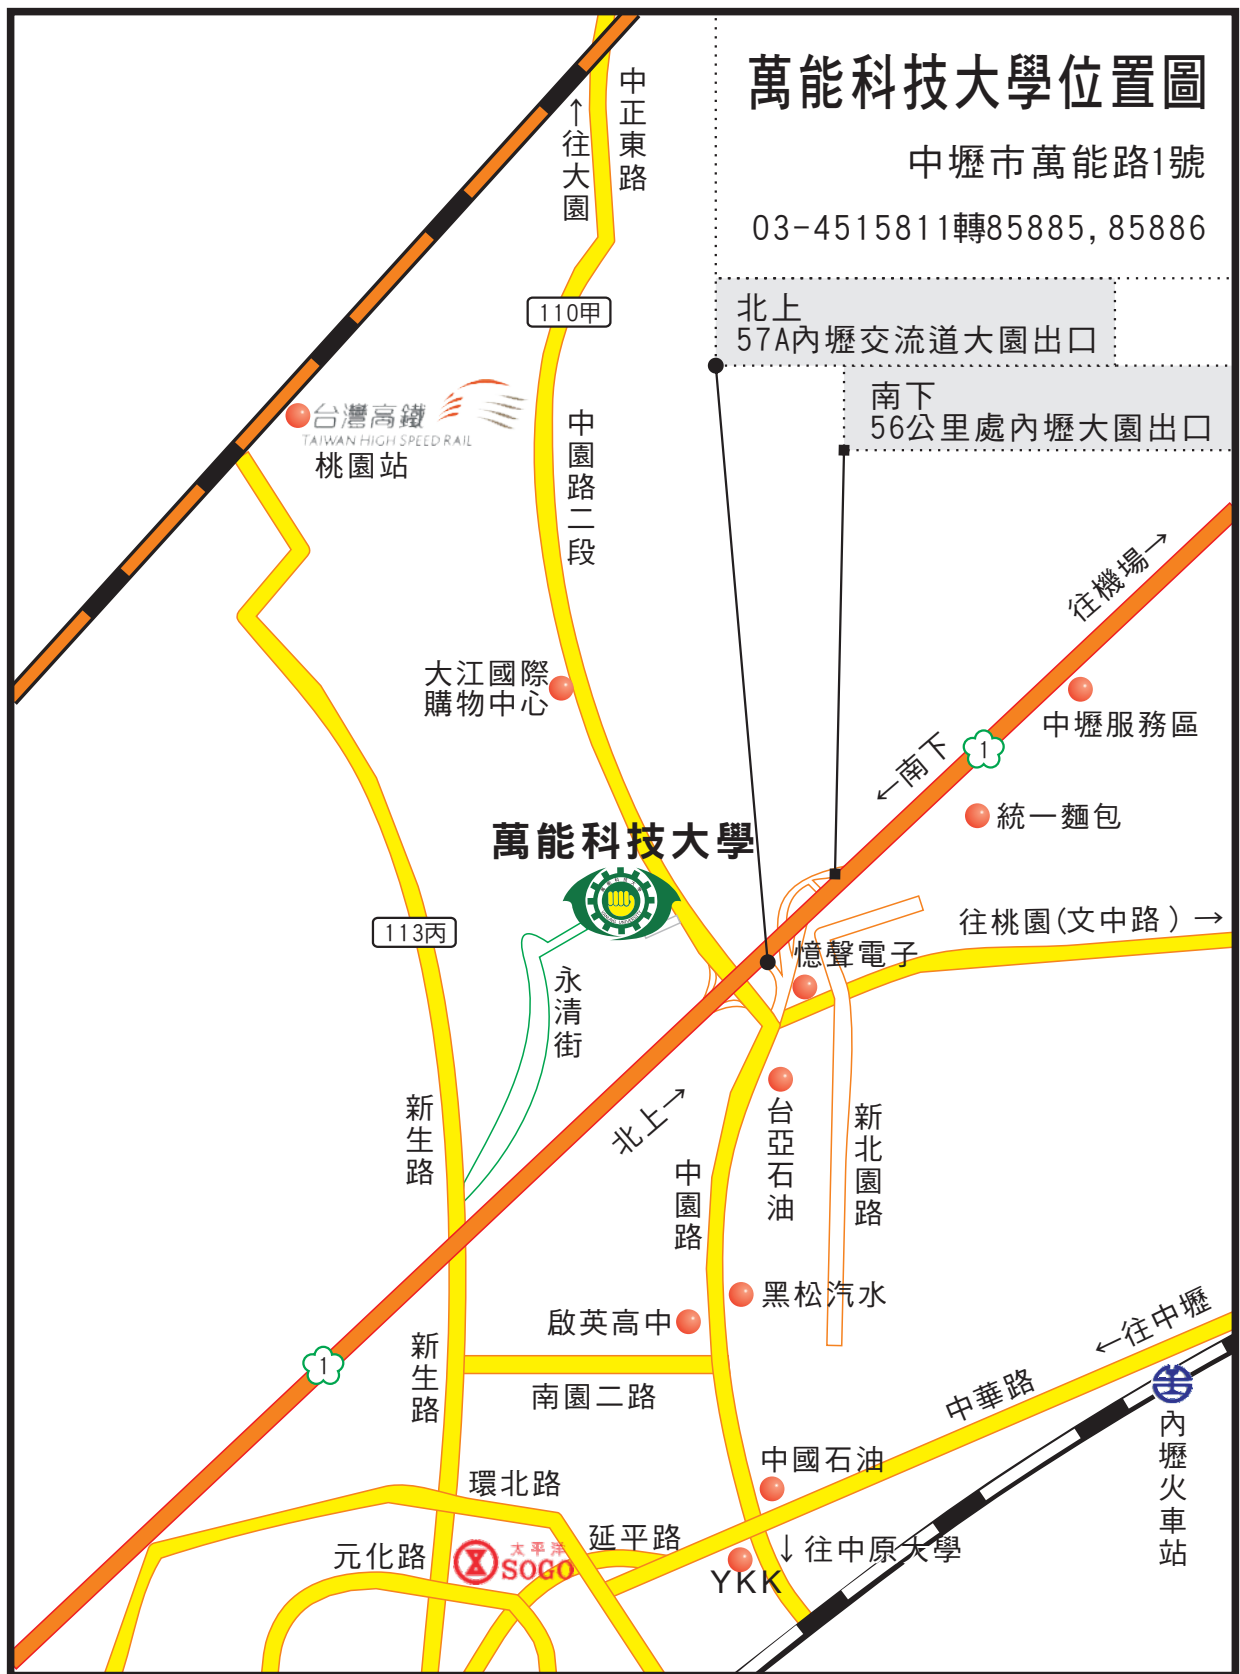 萬能科技大學位置圖
中壢市萬能路1號
03-4515811轉85885, 85886
中正東路
↑往大園
北上
57A內壢交流道大園出口
110甲
南下
56公里處內壢大園出口
台灣高鐵
TAIWAN HIGH SPEED RAIL
桃園站
中園路二段
往機場→
大江國際
購物中心
中壢服務區
1
←南下
統一麵包
萬能科技大學
113丙
往桃園(文中路) →
憶聲電子
永清街
新生路
北上→
台亞石油
新北園路
中園路
黑松汽水
啟英高中
←往中壢
新生路
1
南園二路
中華路
內壢火車站
中國石油
環北路
延平路
元化路
太平洋
SOGO
↓往中原大學
YKK